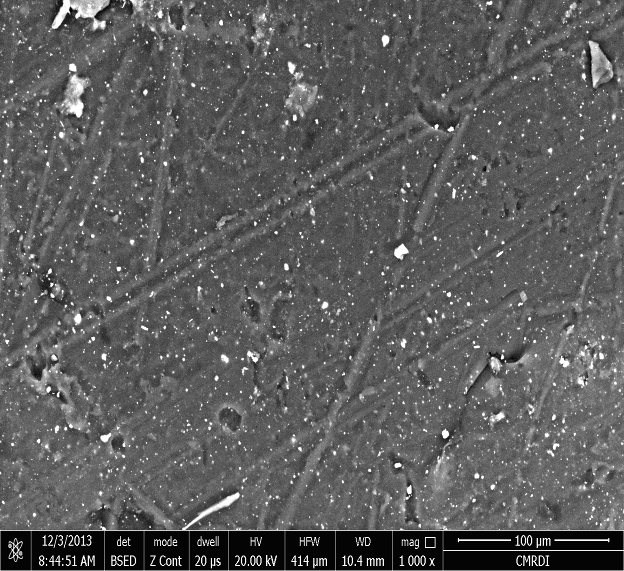 12/3/2013 det mode dwell HV HFW WD mag 100 µm
8:44:51 AM BSED Z Cont 20 µs 20.00 kV 414 µm 10.4 mm 1 000 x CMRDI